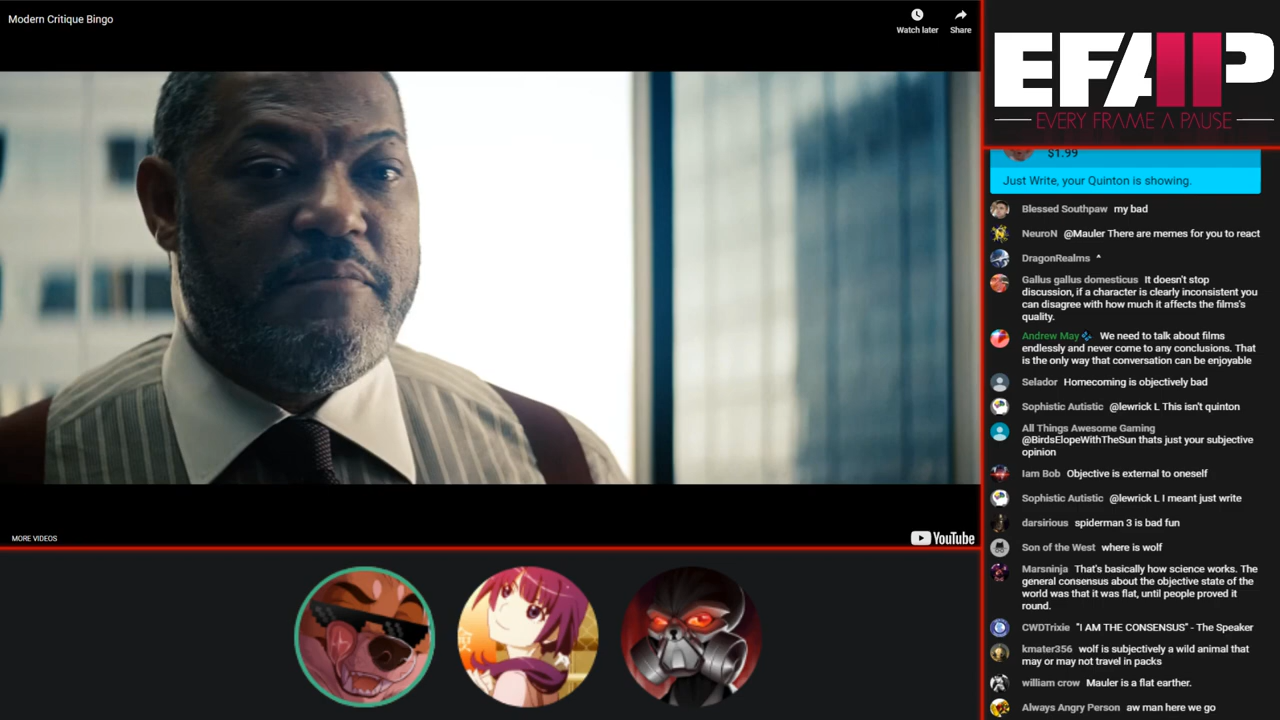 Modern Critique Bingo
Watch later
Share
MORE VIDEOS
YouTube
EFAP
EVERY FRAME A PAUSE
$1.99
Just Write, your Quinton is showing.
Blessed Southpaw my bad
NeuroN @Mauler There are memes for you to react
DragonRealms ^
Gallus gallus domesticus It doesn't stop
discussion, if a character is clearly inconsistent you
can disagree with how much it affects the films's
quality.
Andrew May We need to talk about films
endlessly and never come to any conclusions. That
is the only way that conversation can be enjoyable
Selador Homecoming is objectively bad
Sophistic Autistic @lewrick L This isn't quinton
All Things Awesome Gaming
@BirdsElopeWithTheSun thats just your subjective
opinion
Iam Bob Objective is external to oneself
Sophistic Autistic @lewrick L I meant just write
darsirious spiderman 3 is bad fun
Son of the West where is wolf
Marsninja That's basically how science works. The
general consensus about the objective state of the
world was that it was flat, until people proved it
round.
CWDTrixie "I AM THE CONSENSUS" - The Speaker
kmater356 wolf is subjectively a wild animal that
may or may not travel in packs
william crow Mauler is a flat earther.
Always Angry Person aw man here we go